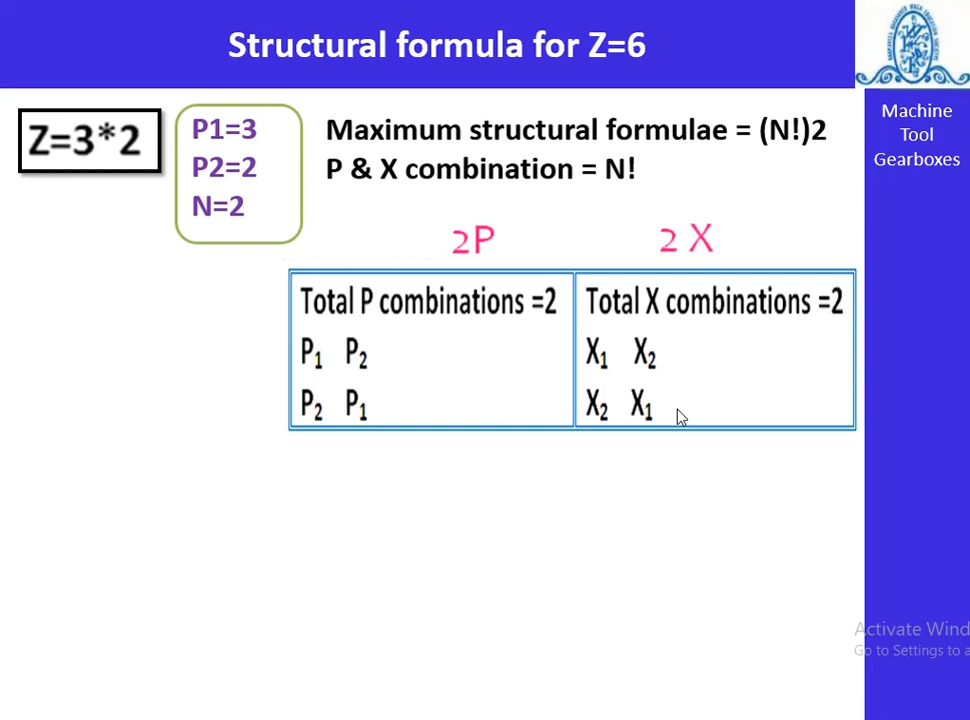 Structural formula for Z=6
Machine
Tool
Gearboxes
Z=3*2
P1=3
P2=2
N=2
Maximum structural formulae = (N!)2
P & X combination = N!
2P
2 X
Total P combinations =2
P₁ P₂
P₂ P₁
Total X combinations =2
X₁ X₂
X₂ X₁
Activate Wind
Go to Settings to a